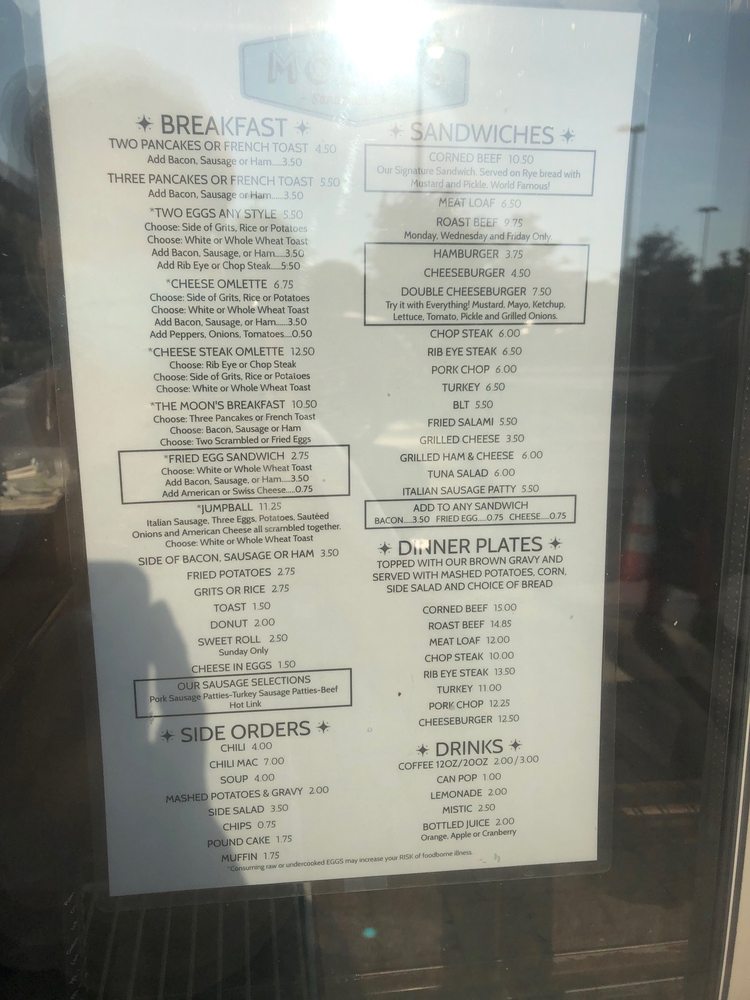 MOON'S
✦ BREAKFAST ✦
TWO PANCAKES OR FRENCH TOAST 4.50
Add Bacon, Sausage or Ham.....3.50
THREE PANCAKES OR FRENCH TOAST 5.50
Add Bacon, Sausage or Ham.....3.50
*TWO EGGS ANY STYLE 5.50
Choose: Side of Grits, Rice or Potatoes
Choose: White or Whole Wheat Toast
Add Bacon, Sausage, or Ham.....3.50
Add Rib Eye or Chop Steak.....5.50
*CHEESE OMLETTE 6.75
Choose: Side of Grits, Rice or Potatoes
Choose: White or Whole Wheat Toast
Add Bacon, Sausage, or Ham.....3.50
Add Peppers, Onions, Tomatoes.....0.50
*CHEESE STEAK OMLETTE 12.50
Choose: Rib Eye or Chop Steak
Choose: Side of Grits, Rice or Potatoes
Choose: White or Whole Wheat Toast
*THE MOON'S BREAKFAST 10.50
Choose: Three Pancakes or French Toast
Choose: Bacon, Sausage or Ham
Choose: Two Scrambled or Fried Eggs
*FRIED EGG SANDWICH 2.75
Choose: White or Whole Wheat Toast
Add Bacon, Sausage, or Ham.....3.50
Add American or Swiss Cheese.....0.75
*JUMPBALL 11.25
Italian Sausage, Three Eggs, Potatoes, Sautéed
Onions and American Cheese all scrambled together.
Choose: White or Whole Wheat Toast
SIDE OF BACON, SAUSAGE OR HAM 3.50
FRIED POTATOES 2.75
GRITS OR RICE 2.75
TOAST 1.50
DONUT 2.00
SWEET ROLL 2.50
Sunday Only
CHEESE IN EGGS 1.50
OUR SAUSAGE SELECTIONS
Pork Sausage Patties-Turkey Sausage Patties-Beef
Hot Link
✦ SIDE ORDERS ✦
CHILI 4.00
CHILI MAC 7.00
SOUP 4.00
MASHED POTATOES & GRAVY 2.00
SIDE SALAD 3.50
CHIPS 0.75
POUND CAKE 1.75
MUFFIN 1.75
✦ SANDWICHES ✦
CORNED BEEF 10.50
Our Signature Sandwich. Served on Rye bread with
Mustard and Pickle. World Famous!
MEAT LOAF 6.50
ROAST BEEF 9.75
Monday, Wednesday and Friday Only
HAMBURGER 3.75
CHEESEBURGER 4.50
DOUBLE CHEESEBURGER 7.50
Try it with Everything! Mustard, Mayo, Ketchup,
Lettuce, Tomato, Pickle and Grilled Onions.
CHOP STEAK 6.00
RIB EYE STEAK 6.50
PORK CHOP 6.00
TURKEY 6.50
BLT 5.50
FRIED SALAMI 5.50
GRILLED CHEESE 3.50
GRILLED HAM & CHEESE 6.00
TUNA SALAD 6.00
ITALIAN SAUSAGE PATTY 5.50
ADD TO ANY SANDWICH
BACON....3.50 FRIED EGG....0.75 CHEESE....0.75
✦ DINNER PLATES ✦
TOPPED WITH OUR BROWN GRAVY AND
SERVED WITH MASHED POTATOES, CORN,
SIDE SALAD AND CHOICE OF BREAD
CORNED BEEF 15.00
ROAST BEEF 14.85
MEAT LOAF 12.00
CHOP STEAK 10.00
RIB EYE STEAK 13.50
TURKEY 11.00
PORK CHOP 12.25
CHEESEBURGER 12.50
✦ DRINKS ✦
COFFEE 12OZ/20OZ 2.00/3.00
CAN POP 1.00
LEMONADE 2.00
MISTIC 2.50
BOTTLED JUICE 2.00
Orange, Apple or Cranberry
*Consuming raw or undercooked EGGS may increase your RISK of foodborne illness.